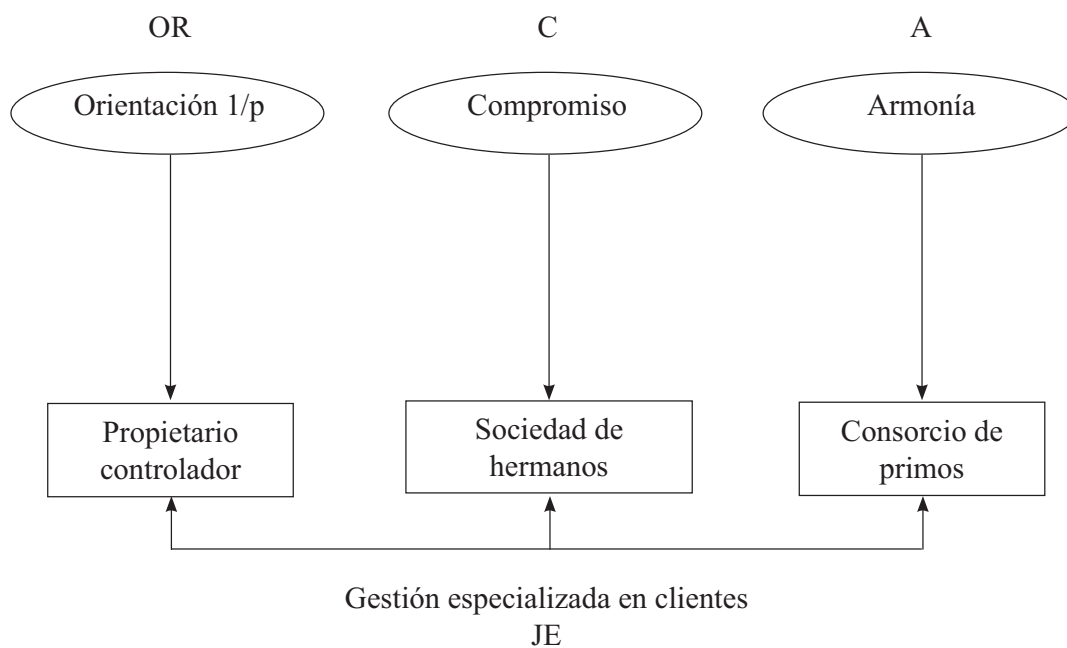 OR
C
A
Orientación 1/p
Compromiso
Armonía
Propietario
controlador
Sociedad de
hermanos
Consorcio de
primos
Gestión especializada en clientes
JE